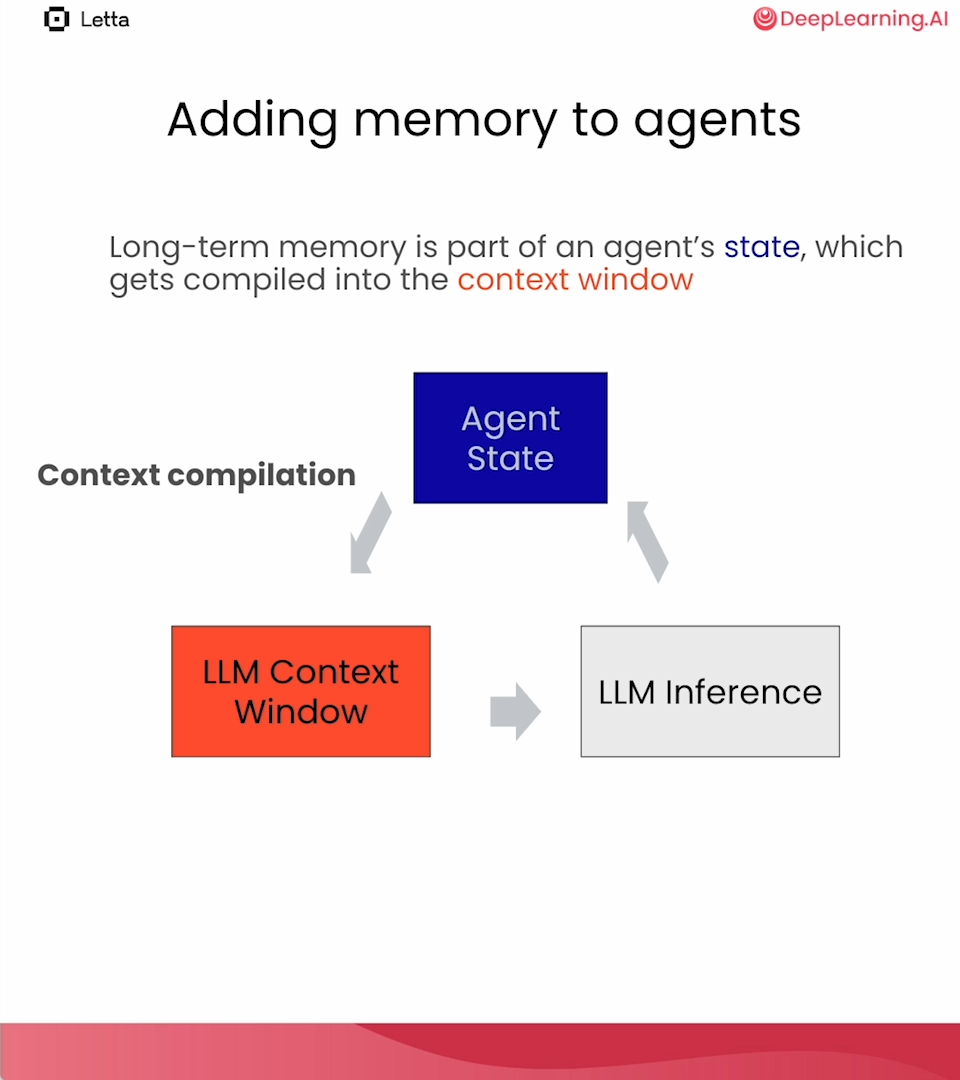 Letta
DeepLearning.AI
Adding memory to agents
Long-term memory is part of an agent’s state, which
gets compiled into the context window
Agent
State
Context compilation
LLM Context
Window
LLM Inference